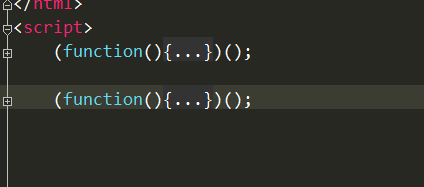 </html>
<script>
(function(){...})();
(function(){...})();